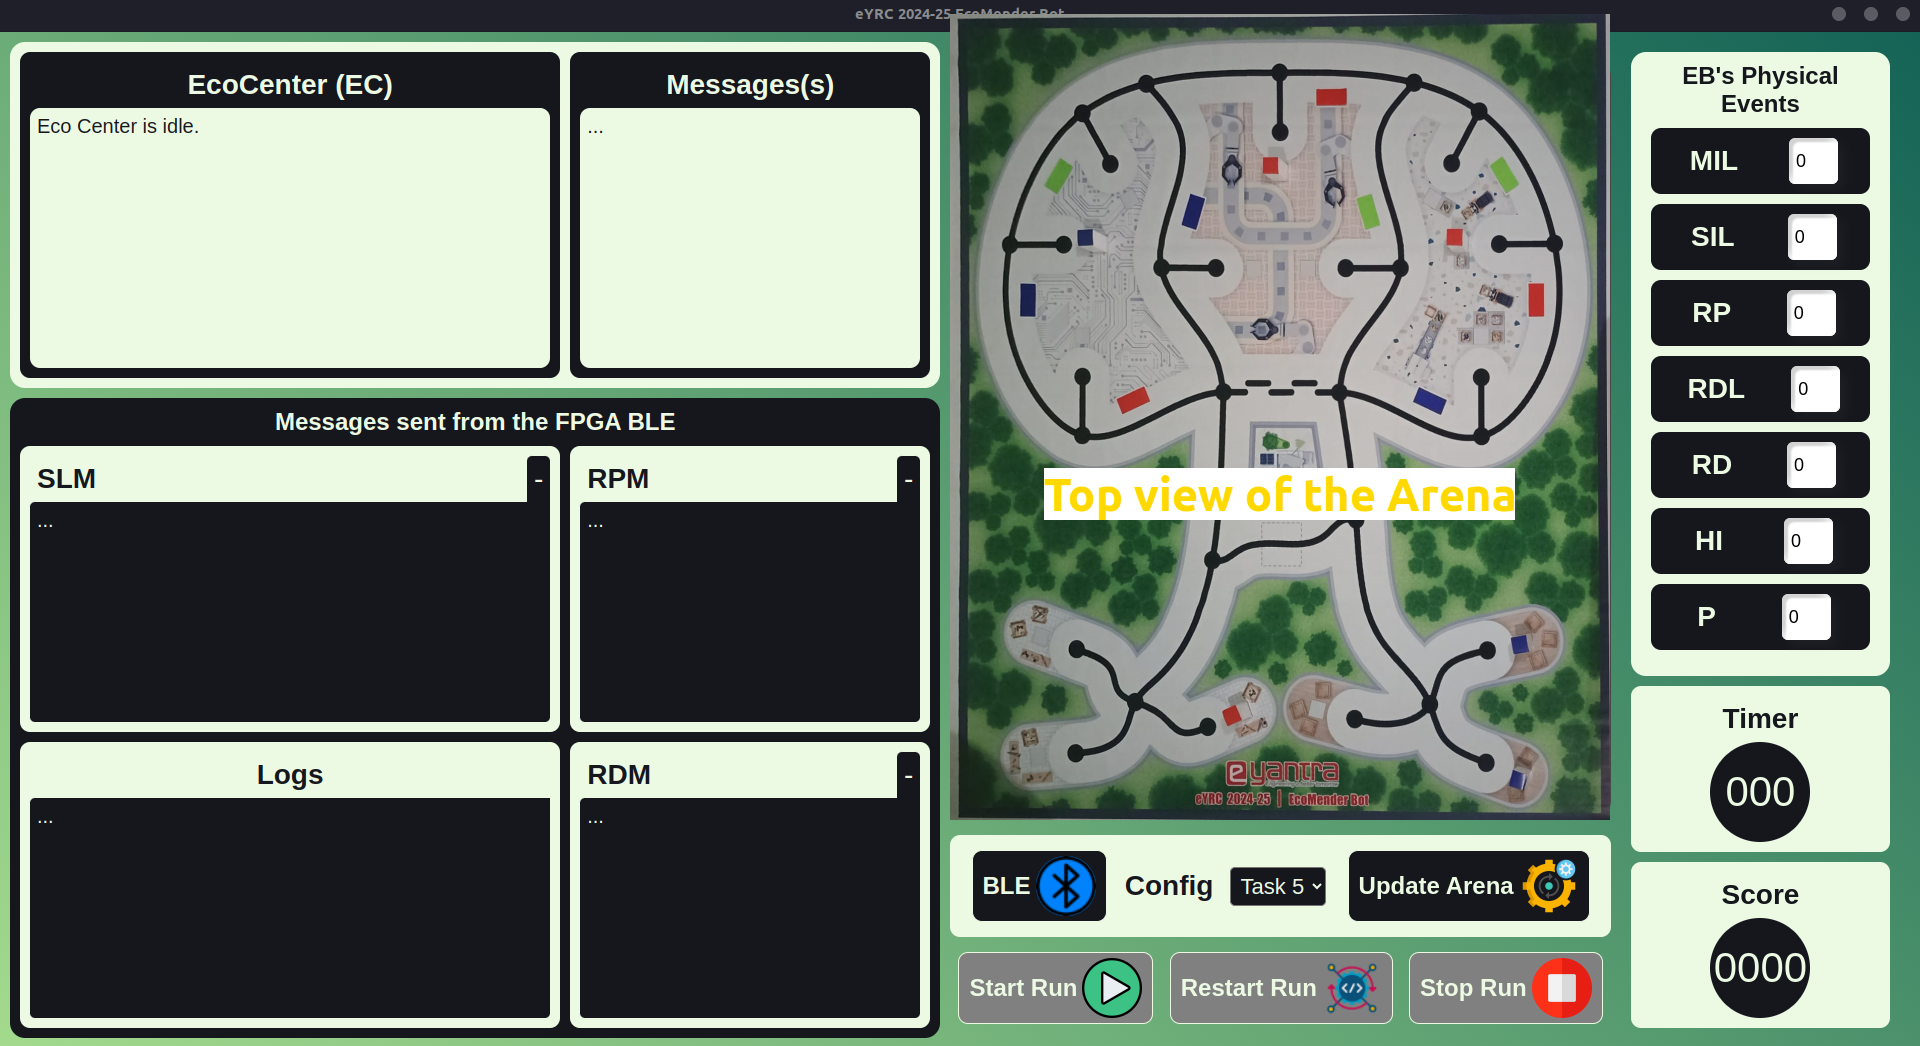 eYRC 2024-25 EcoMender Bot
EcoCenter (EC)
Eco Center is idle.
Messages(s)
...
Messages sent from the FPGA BLE
SLM
-
...
RPM
-
...
Logs
...
RDM
-
...
Top view of the Arena
eyantra
eYRC 2024-25 | EcoMender Bot
BLE
Config
Task 5
Update Arena
Start Run
Restart Run
Stop Run
EB's Physical
Events
MIL 0
SIL 0
RP 0
RDL 0
RD 0
HI 0
P 0
Timer
000
Score
0000